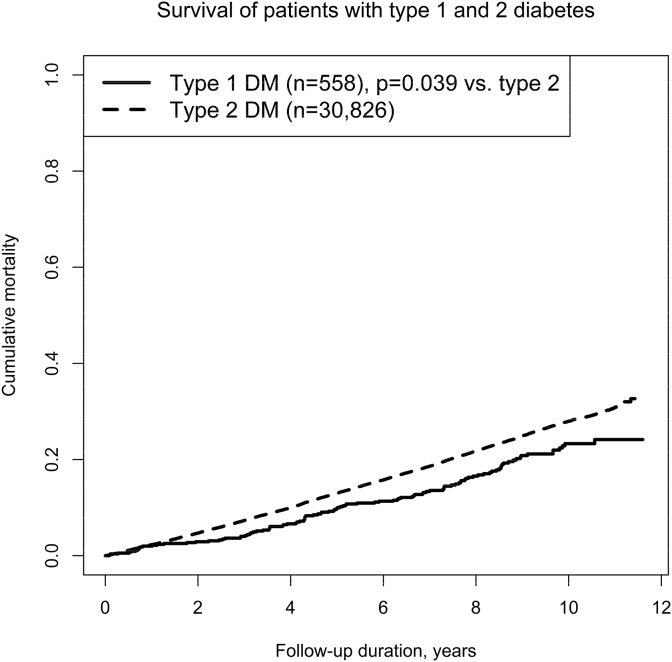 Survival of patients with type 1 and 2 diabetes
Type 1 DM (n=558), p=0.039 vs. type 2
Type 2 DM (n=30,826)
Cumulative mortality
1.0
0.8
0.6
0.4
0.2
0.0
0 2 4 6 8 10 12
Follow-up duration, years